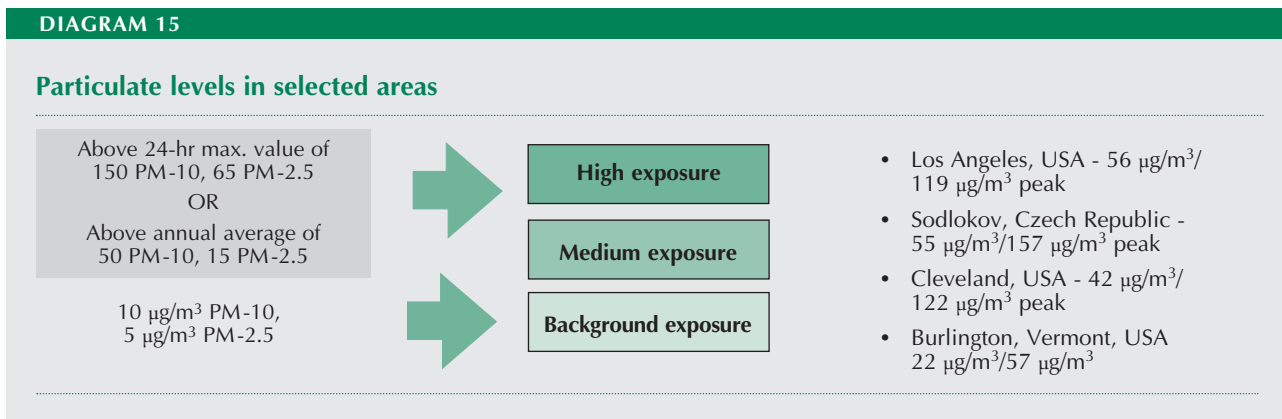 DIAGRAM 15
Particulate levels in selected areas
Above 24-hr max. value of
150 PM-10, 65 PM-2.5
OR
Above annual average of
50 PM-10, 15 PM-2.5
10 µg/m³ PM-10,
5 µg/m³ PM-2.5
High exposure
Medium exposure
Background exposure
• Los Angeles, USA - 56 µg/m³/
119 µg/m³ peak
• Sodlokov, Czech Republic -
55 µg/m³/157 µg/m³ peak
• Cleveland, USA - 42 µg/m³/
122 µg/m³ peak
• Burlington, Vermont, USA
22 µg/m³/57 µg/m³